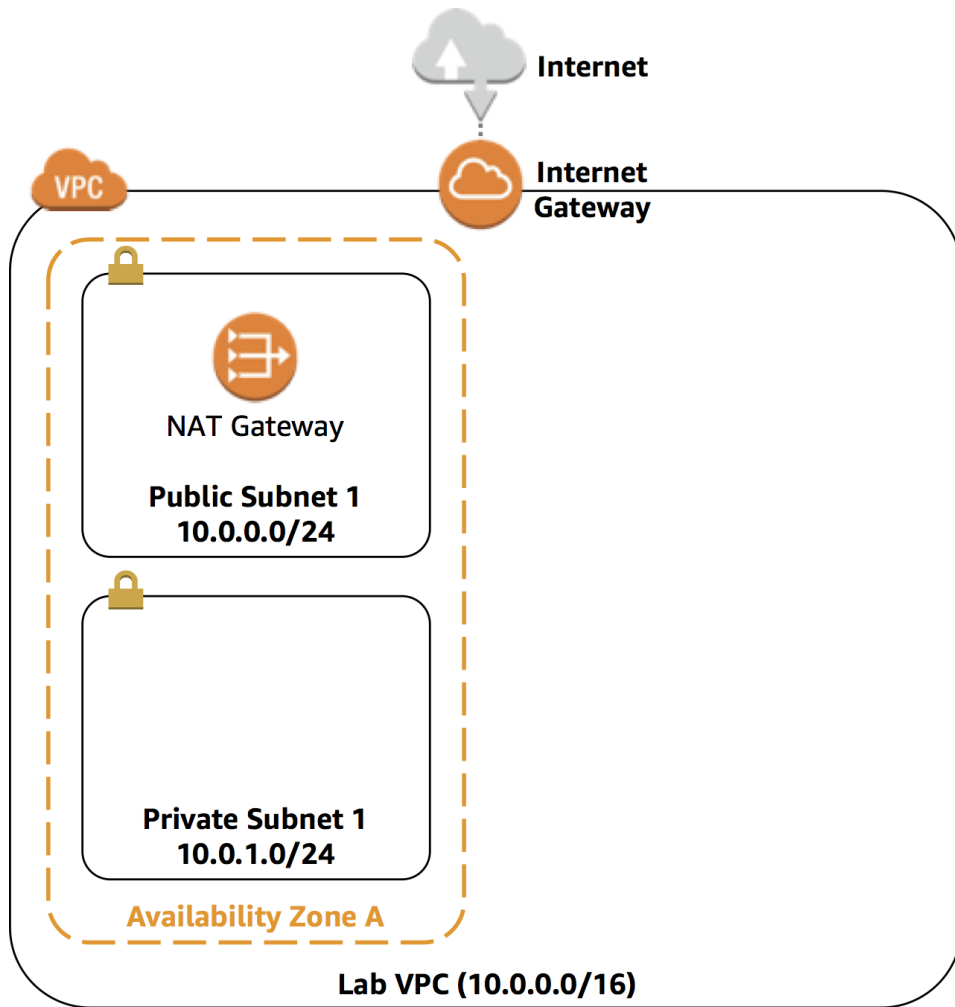 Internet
Internet
Gateway
VPC
NAT Gateway
Public Subnet 1
10.0.0.0/24
Private Subnet 1
10.0.1.0/24
Availability Zone A
Lab VPC (10.0.0.0/16)